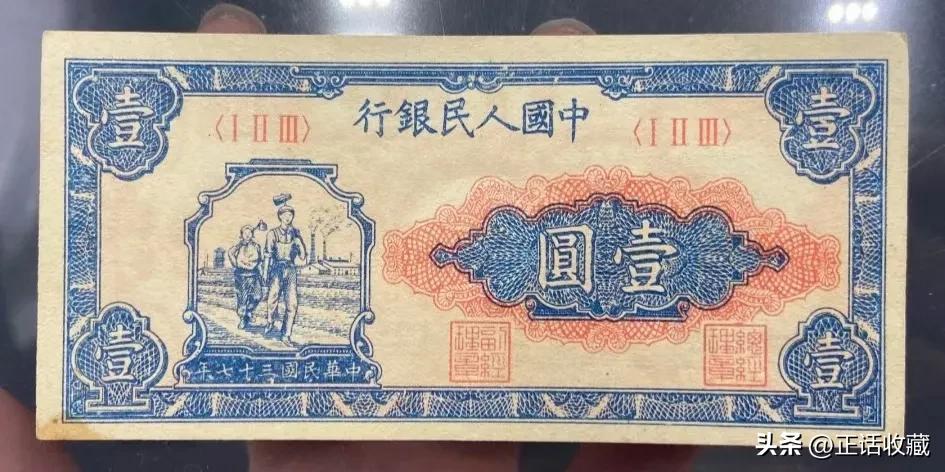 壹
壹
〈I II III〉
中國人民銀行
〈I II III〉
壹圓
中華民國三十七年
副經理章
總經理章
壹
壹
头条 @正话收藏